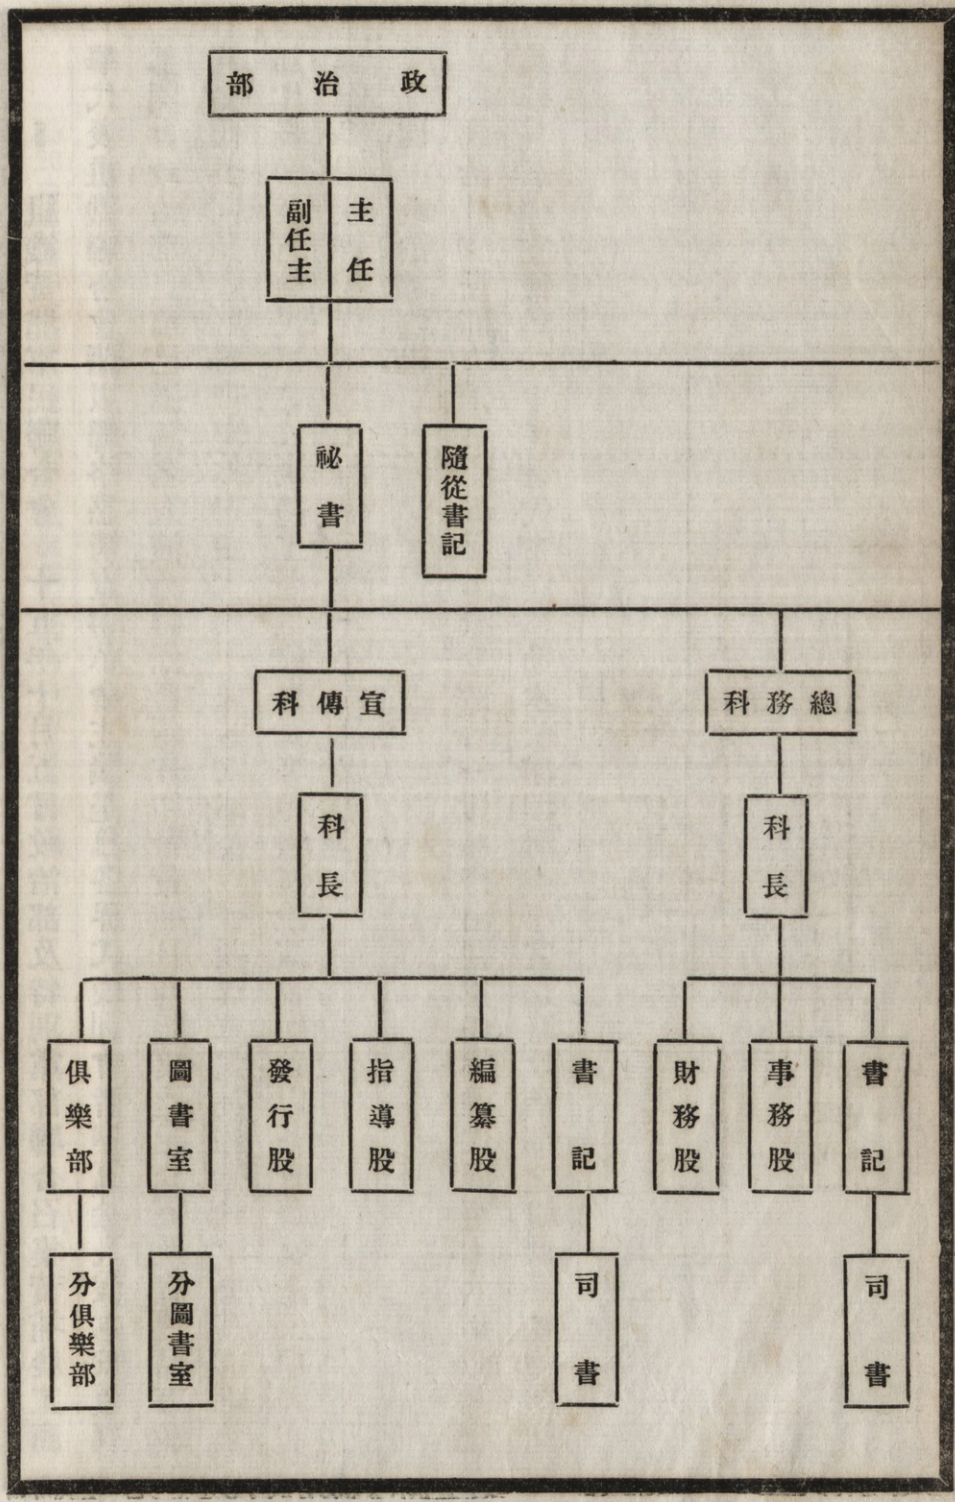 政治部
主任
副任主
隨從書記
祕書
總務科
宣傳科
科長
科長
書記
事務股
財務股
書記
編纂股
指導股
發行股
圖書室
俱樂部
司書
司書
分圖書室
分俱樂部